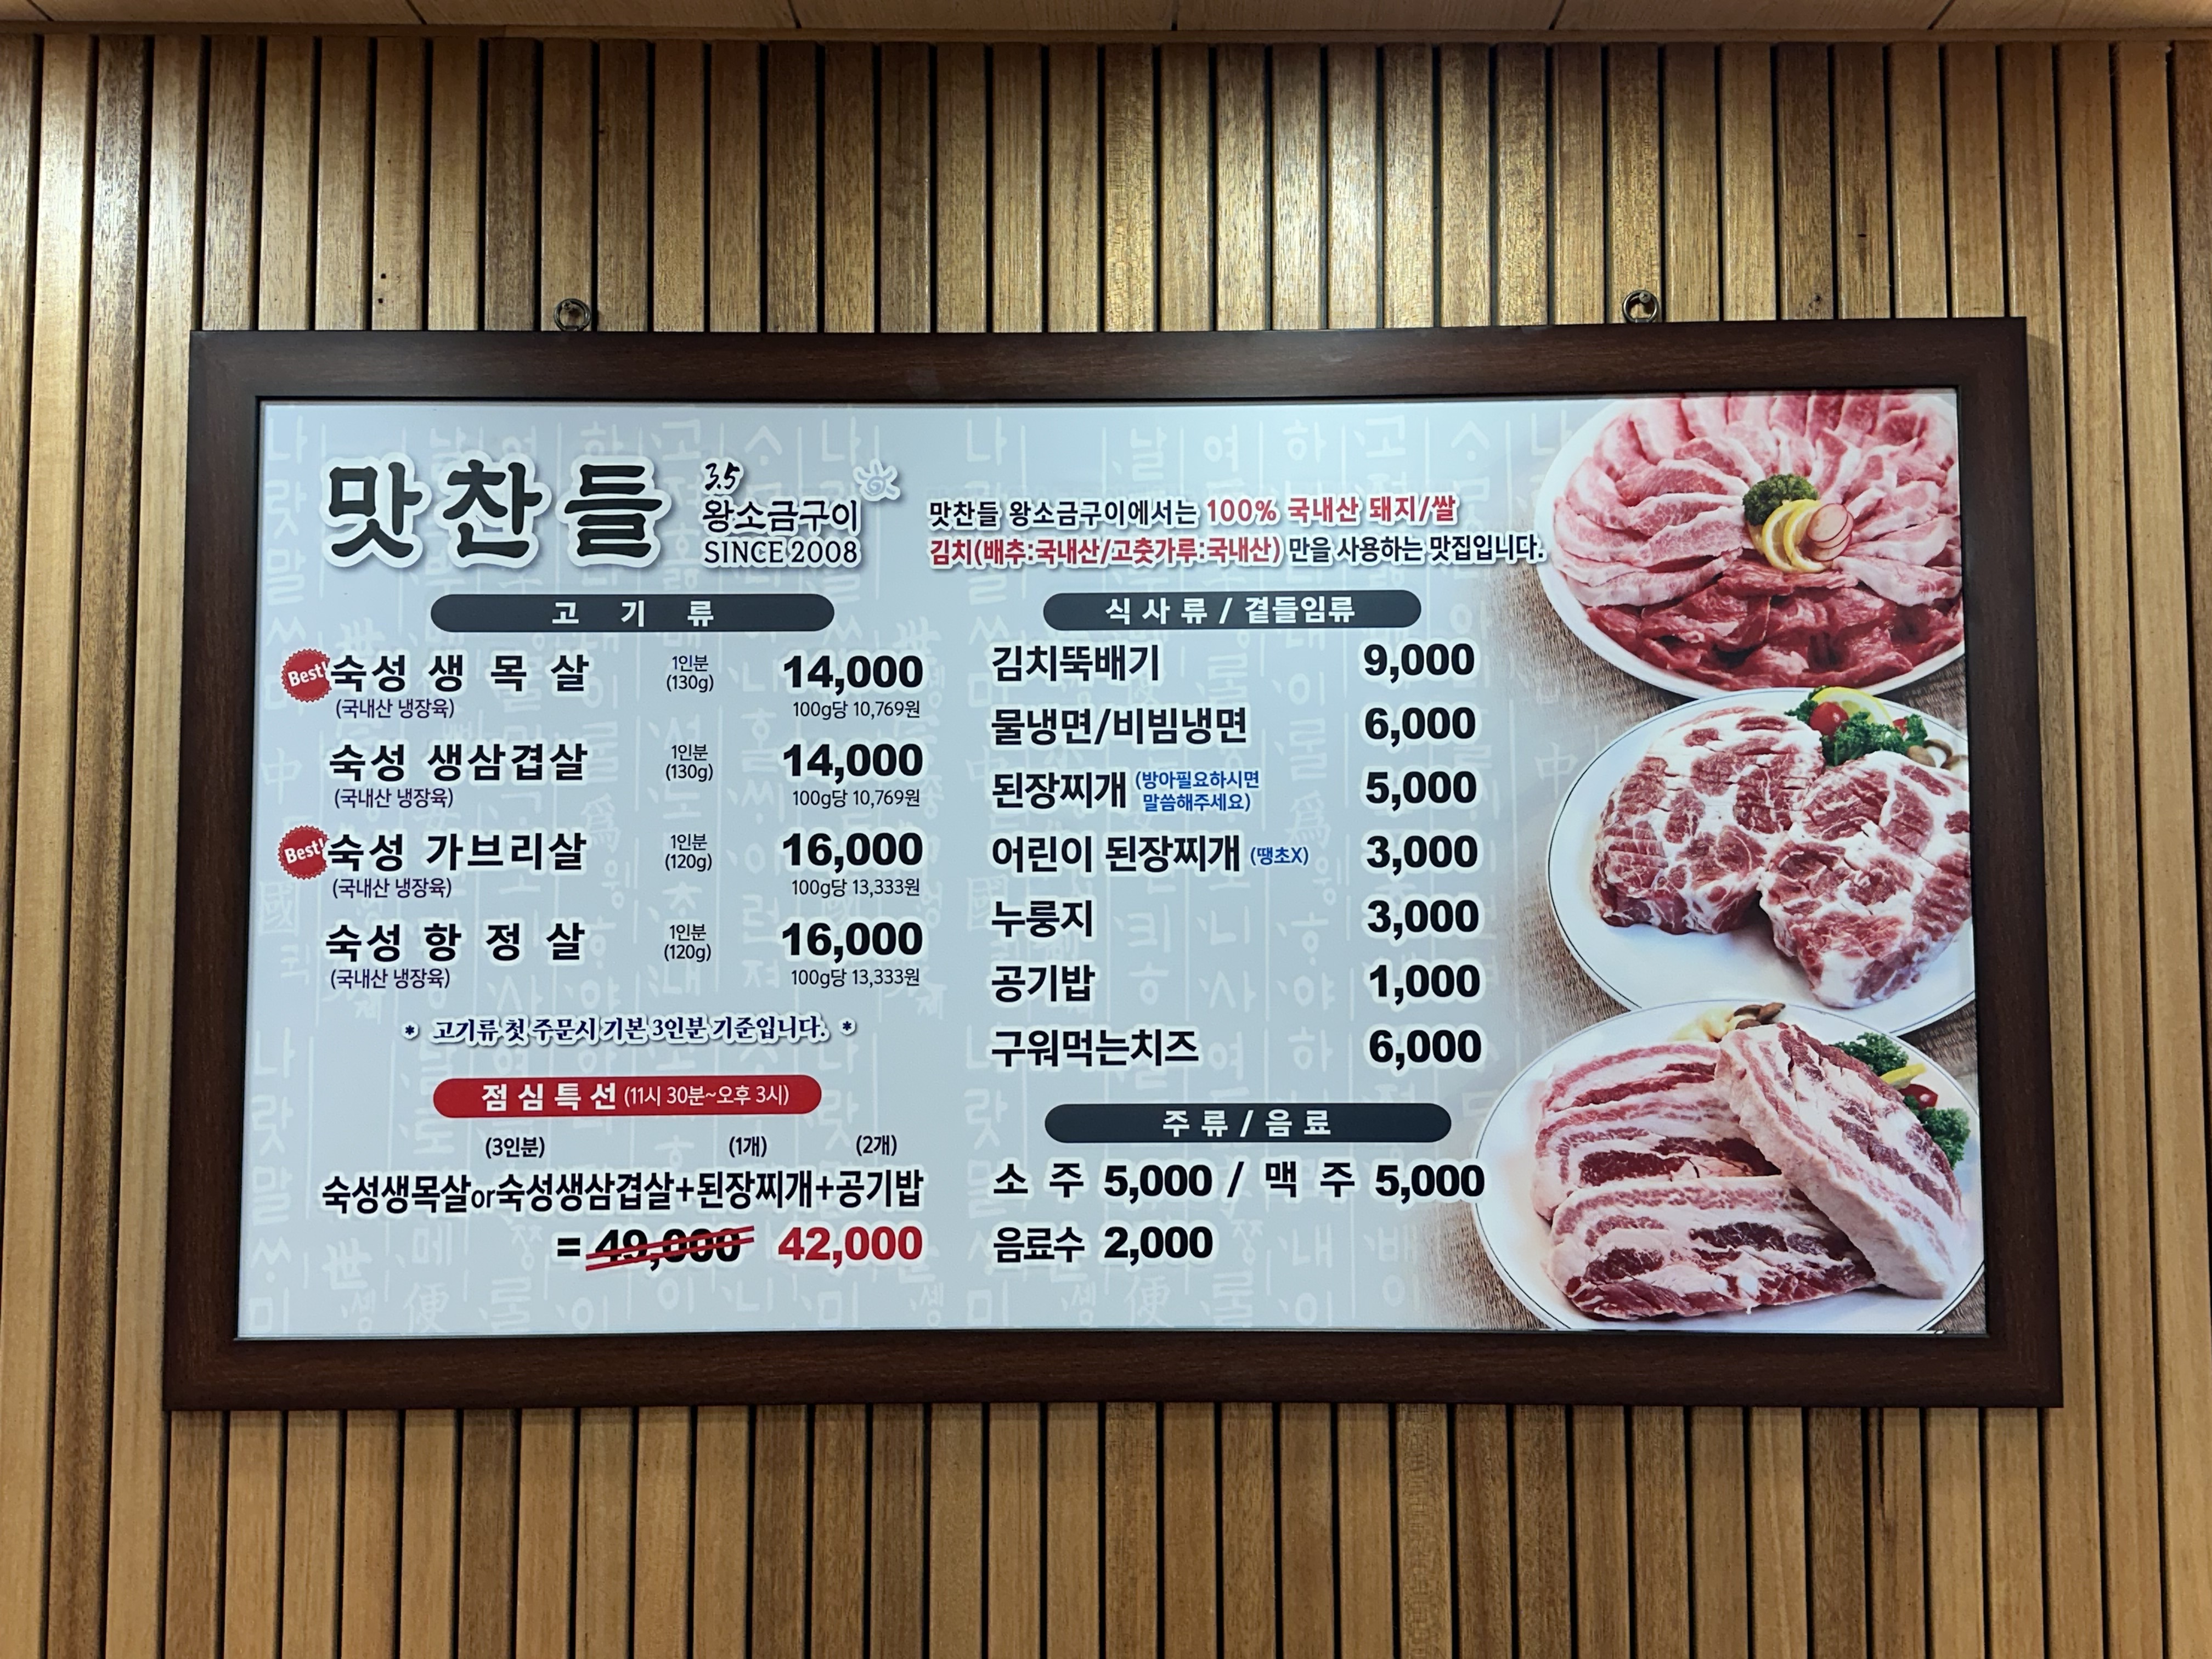 맛찬들
3.5
왕소금구이
SINCE 2008
맛찬들 왕소금구이에서는 100% 국내산 돼지/쌀
김치(배추:국내산/고춧가루:국내산) 만을 사용하는 맛집입니다.
고 기 류
Best! 숙성 생 목 살 1인분 (130g) 14,000
(국내산 냉장육) 100g당 10,769원
숙성 생삼겹살 1인분 (130g) 14,000
(국내산 냉장육) 100g당 10,769원
Best! 숙성 가브리살 1인분 (120g) 16,000
(국내산 냉장육) 100g당 13,333원
숙성 항 정 살 1인분 (120g) 16,000
(국내산 냉장육) 100g당 13,333원
* 고기류 첫 주문시 기본 3인분 기준입니다. *
점심특선 (11시 30분~오후 3시)
(3인분) (1개) (2개)
숙성생목살or숙성생삼겹살+된장찌개+공기밥
= 49,000 42,000
식사류 / 곁들임류
김치뚝배기 9,000
물냉면/비빔냉면 6,000
된장찌개 (방아필요하시면 말씀해주세요) 5,000
어린이 된장찌개 (땡초X) 3,000
누룽지 3,000
공기밥 1,000
구워먹는치즈 6,000
주류 / 음료
소 주 5,000 / 맥 주 5,000
음료수 2,000